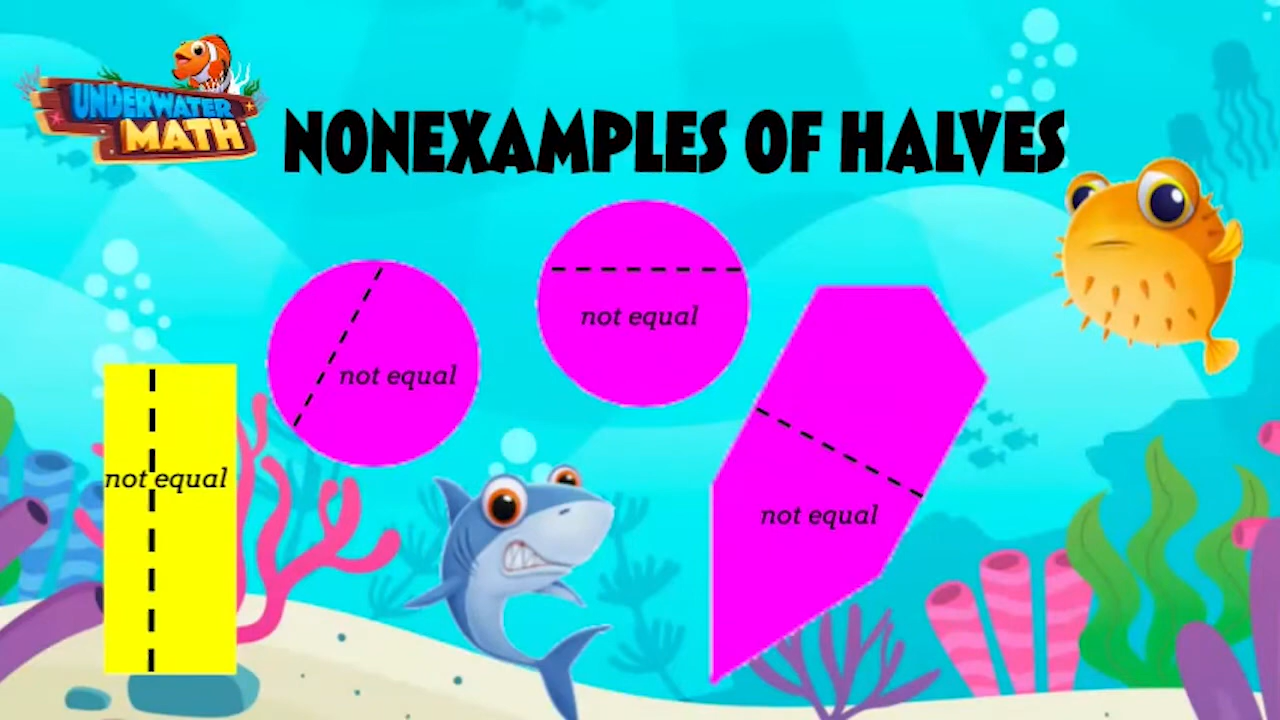 UNDERWATER
MATH
NONEXAMPLES OF HALVES
not equal
not equal
not equal
not equal